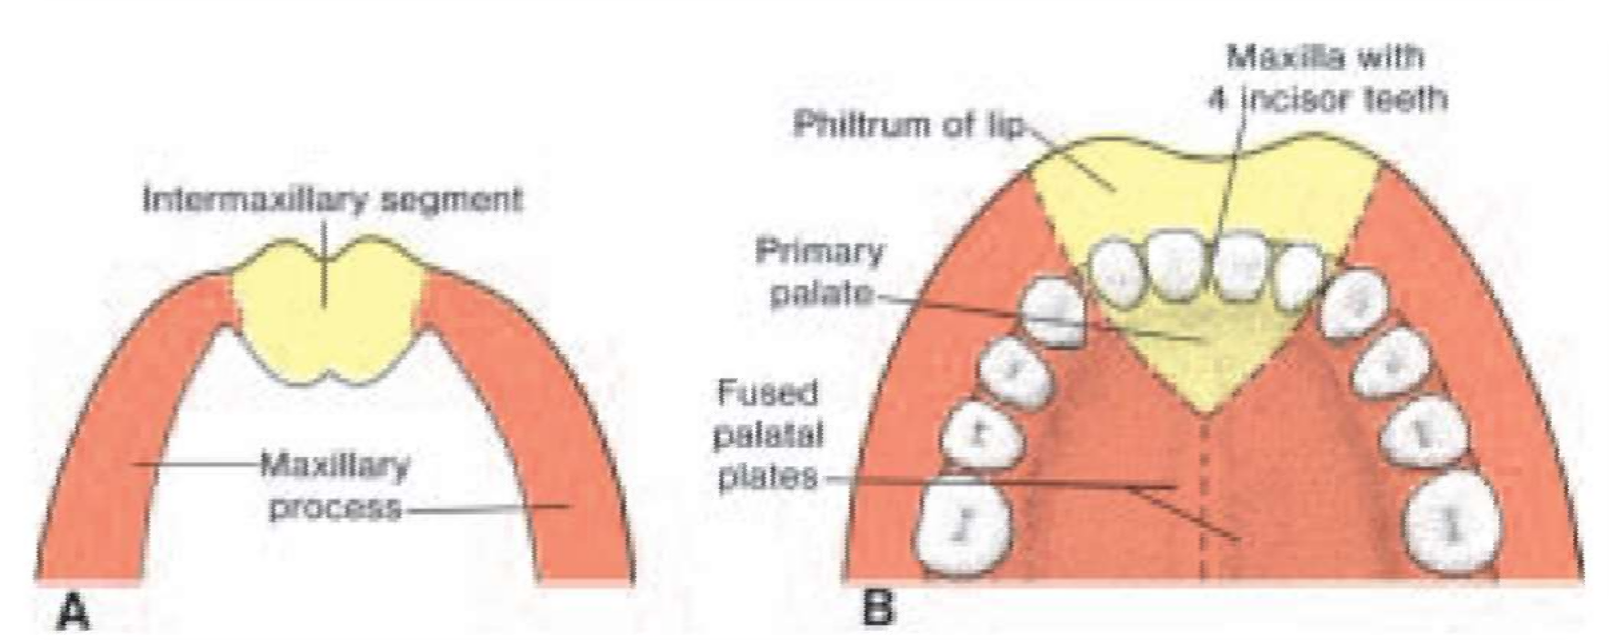 Intermaxillary segment
Maxillary
process
A
Maxilla with
4 incisor teeth
Philtrum of lip
Primary
palate
Fused
palatal
plates
B